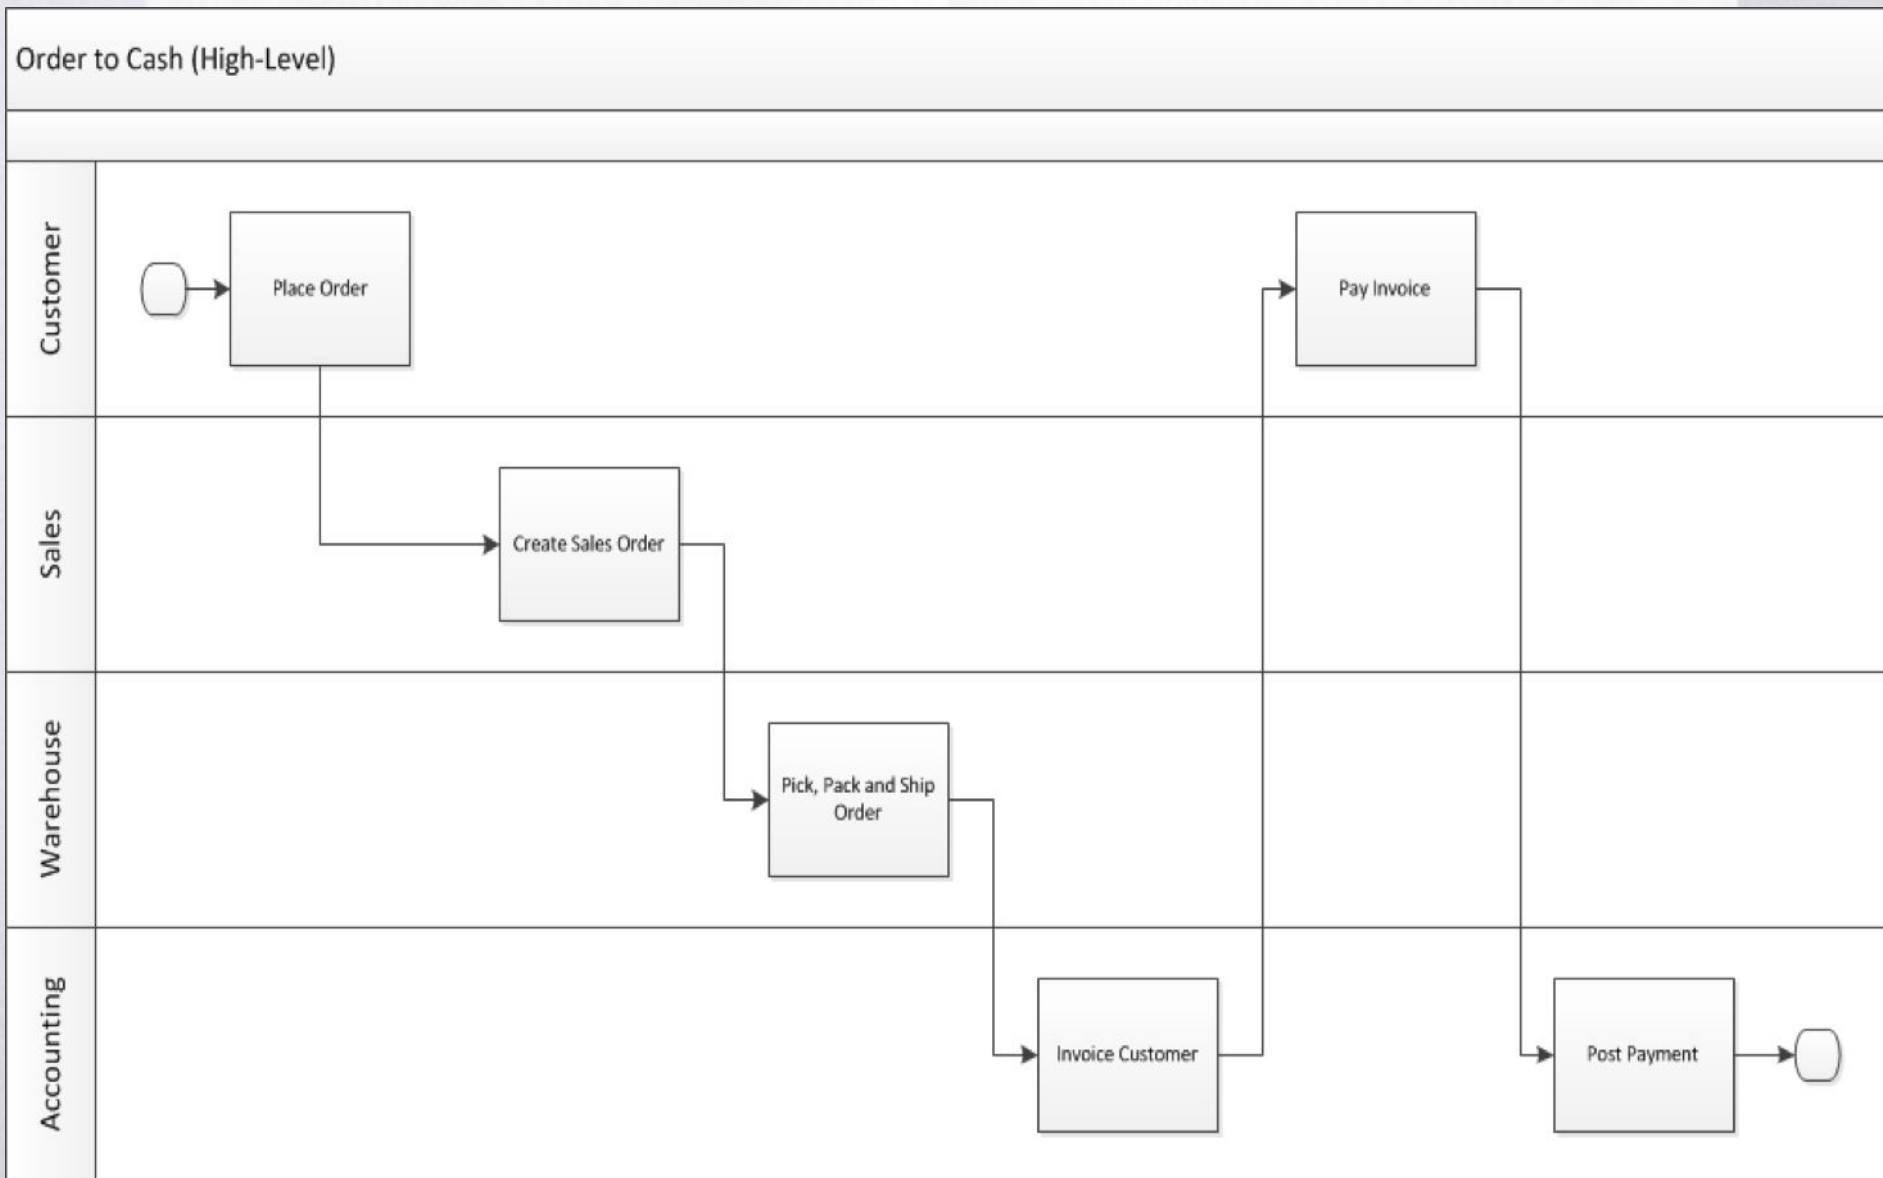 Order to Cash (High-Level)
Customer
Place Order
Pay Invoice
Sales
Create Sales Order
Warehouse
Pick, Pack and Ship
Order
Accounting
Invoice Customer
Post Payment